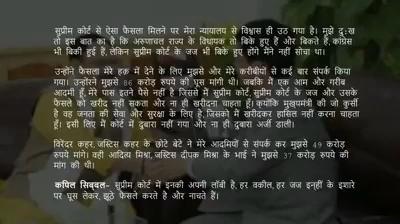 सुप्रीम कोर्ट से ऐसा फैसला मिलने पर मेरा न्यायालय से विश्वास ही उठ गया है। मुझे दु:ख
तो इस बात का है कि अरुणाचल राज्य के विधायक तो बिके हुए हैं और बिकते हैं,कांग्रेस
भी बिकी हुई हैं,लेकिन सुप्रीम कोर्ट के जज भी बिके हुए होंगे मैंने नहीं सोचा था।
उन्होंने फैसला मेरे हक़ में देने के लिए मुझसे और मेरे करीबीयों से कई बार संपर्क किया
गया। उन्होंनें मुझसे 86 करोड़ रुपये की घूस मांगी थी। जबकि मैं एक आम और गरीब
आदमी हूँ,मेरे पास इतने पैसे नहीं है जिससे मैं सुप्रीम कोर्ट,सुप्रीम कोर्ट के जज और उसके
फैसले को खरीद नहीं सकता और ना ही खरीदना चाहता हूँ। क्योंकि मुख्यमंत्री की जो कुर्सी
है वह जनता की सेवा और सुरक्षा के लिए है,जिसको मैं खरीदकर हासिल नहीं करना चाहता
हूँ। इसी लिए मैं कोर्ट में दुबारा नहीं गया और ना ही दुबारा अर्जी डाली।
विरेंदर केहर,जस्टिस केहर के छोटे बेटे ने मेरे आदमियों से संपर्क कर मुझसे 49 करोड़
रुपये मांगे। वही आदित्य मिश्रा,जस्टिस दीपक मिश्रा के भाई ने मुझसे 37 करोड़ रुपये की
मांग की थी।
कपिल सिब्बल- सुप्रीम कोर्ट में इनकी अपनी लॉबी है,हर वकील,हर जज इन्हीं के इशारे
पर घूस लेकर,झूठे फैसले करते है और नाचते हैं।